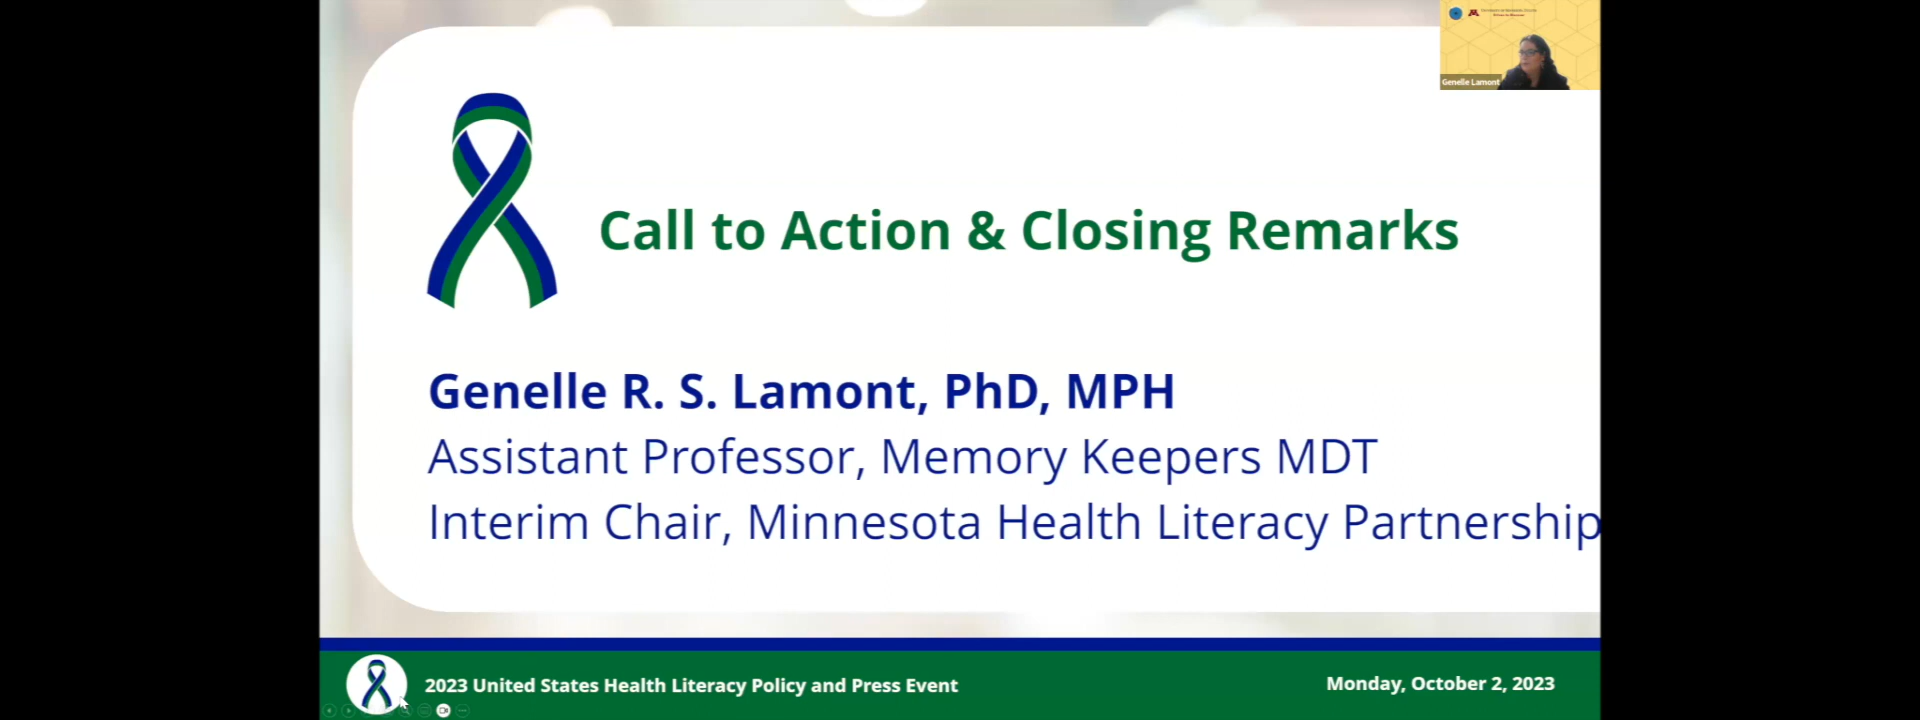 Genelle Lamont
Call to Action & Closing Remarks
Genelle R. S. Lamont, PhD, MPH
Assistant Professor, Memory Keepers MDT
Interim Chair, Minnesota Health Literacy Partnership
2023 United States Health Literacy Policy and Press Event
Monday, October 2, 2023